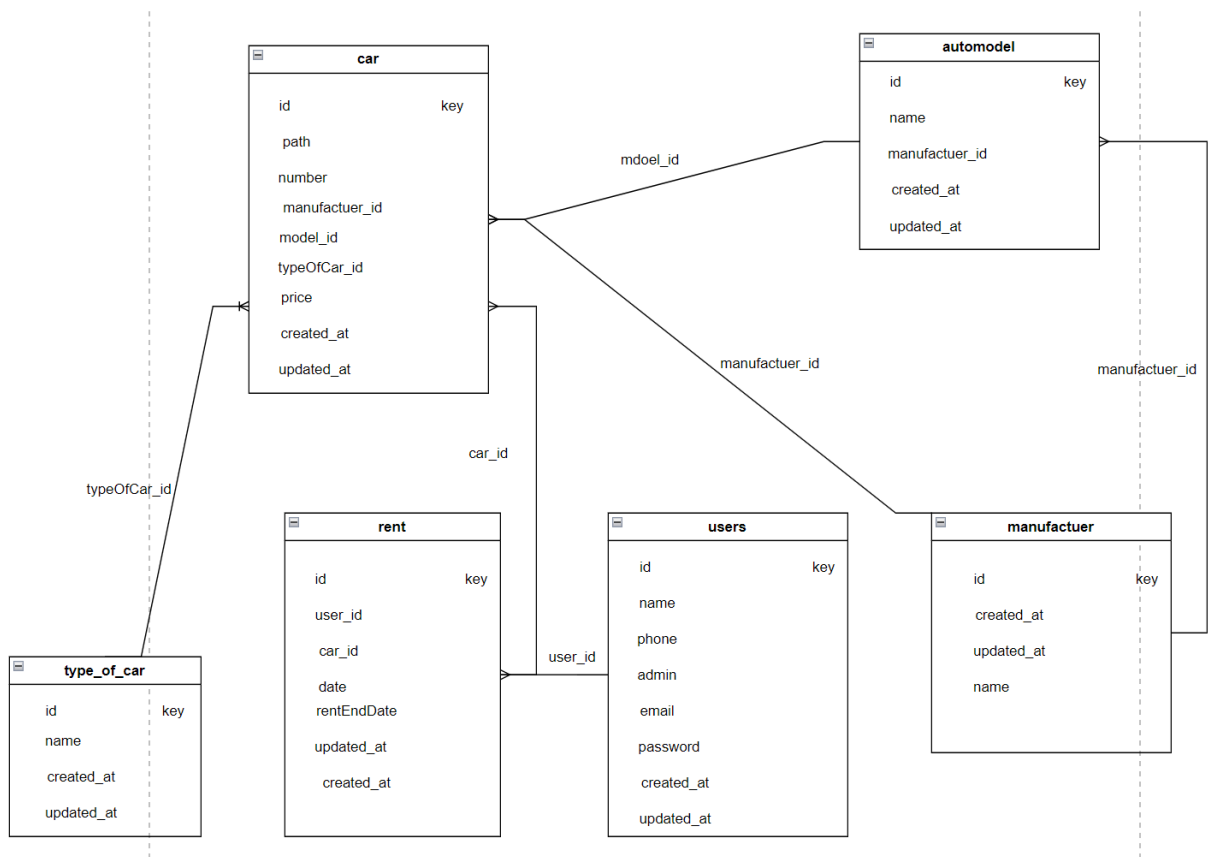 car
id key
path
number
manufactuer_id
model_id
typeOfCar_id
price
created_at
updated_at
automodel
id key
name
manufactuer_id
created_at
updated_at
mdoel_id
manufactuer_id
manufactuer_id
car_id
typeOfCar_id
user_id
rent
id key
user_id
car_id
date
rentEndDate
updated_at
created_at
users
id key
name
phone
admin
email
password
created_at
updated_at
manufactuer
id key
created_at
updated_at
name
type_of_car
id key
name
created_at
updated_at